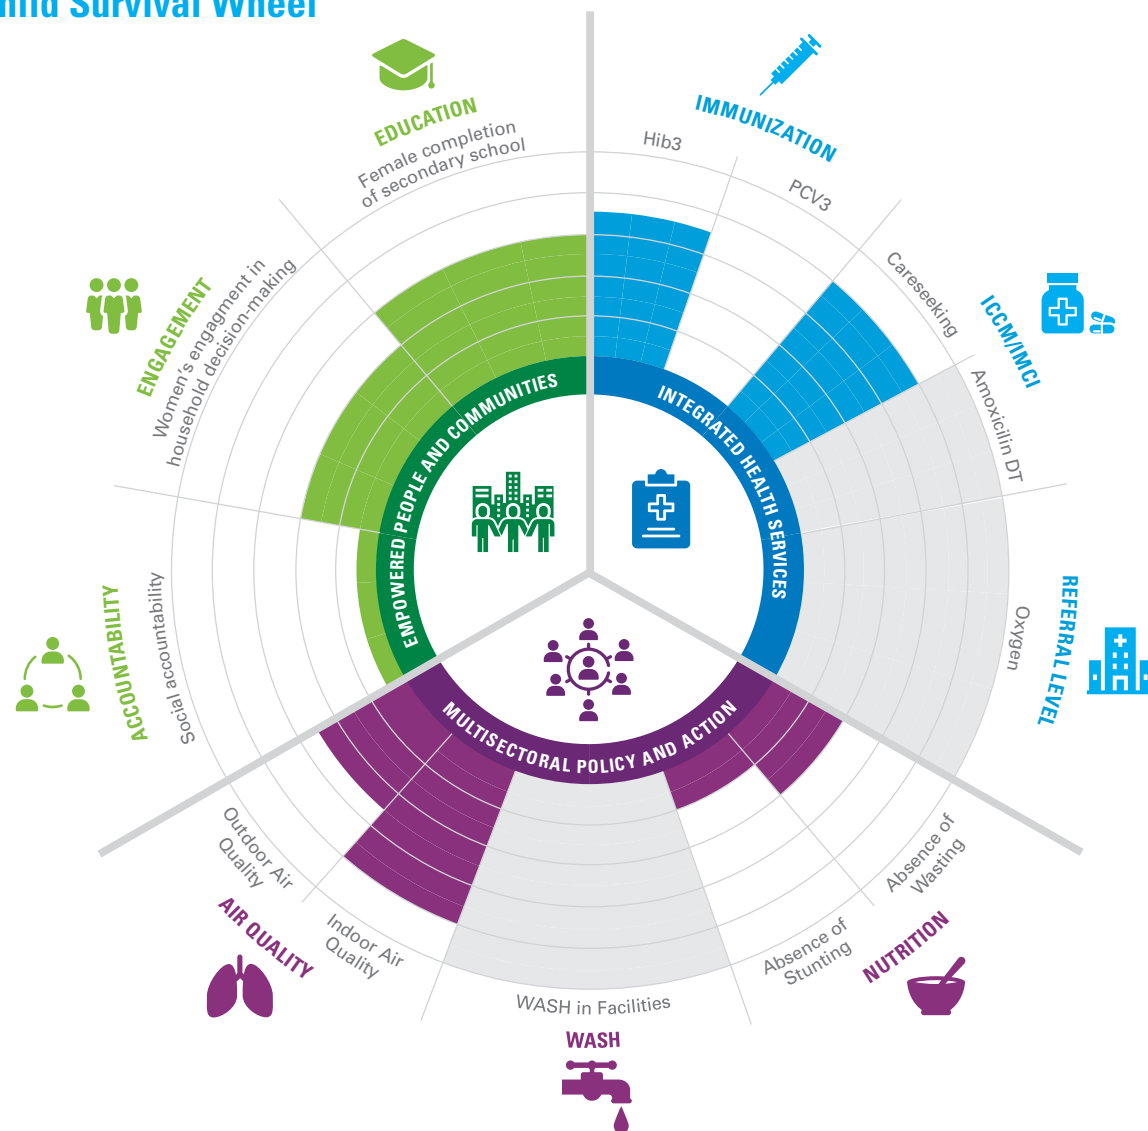 hild Survival Wheel
EDUCATION
Female completion
of secondary school
IMMUNIZATION
Hib3
PCV3
Careseeking
ICCM/IMCI
Amoxicilin DT
ENGAGEMENT
Women's engagment in
household decision-making
EMPOWERED PEOPLE AND COMMUNITIES
INTEGRATED HEALTH SERVICES
ACCOUNTABILITY
Social accountability
Oxygen
REFERRAL LEVEL
MULTISECTORAL POLICY AND ACTION
Outdoor Air
Quality
AIR QUALITY
Indoor Air
Quality
WASH in Facilities
WASH
Absence of
Stunting
Absence of
Wasting
NUTRITION